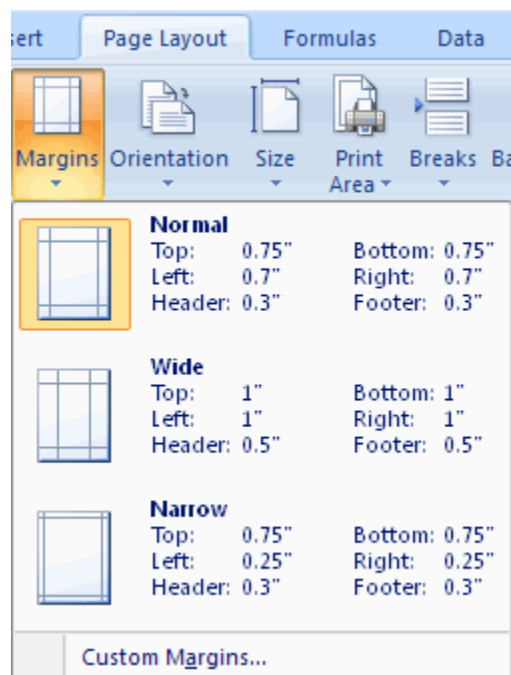 sert Page Layout Formulas Data
Margins Orientation Size Print Area Breaks Ba
Normal
Top: 0.75" Bottom: 0.75"
Left: 0.7" Right: 0.7"
Header: 0.3" Footer: 0.3"
Wide
Top: 1" Bottom: 1"
Left: 1" Right: 1"
Header: 0.5" Footer: 0.5"
Narrow
Top: 0.75" Bottom: 0.75"
Left: 0.25" Right: 0.25"
Header: 0.3" Footer: 0.3"
Custom Margins...